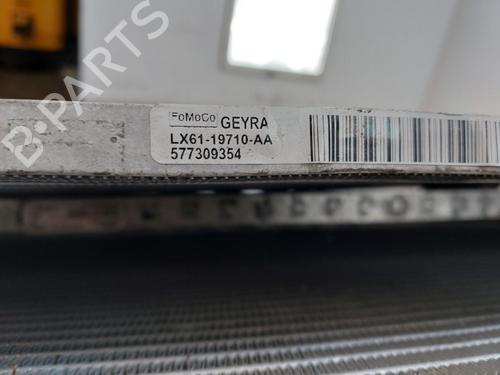 FoMoCo GEYRA
LX61-19710-AA
577309354
B-PARTS